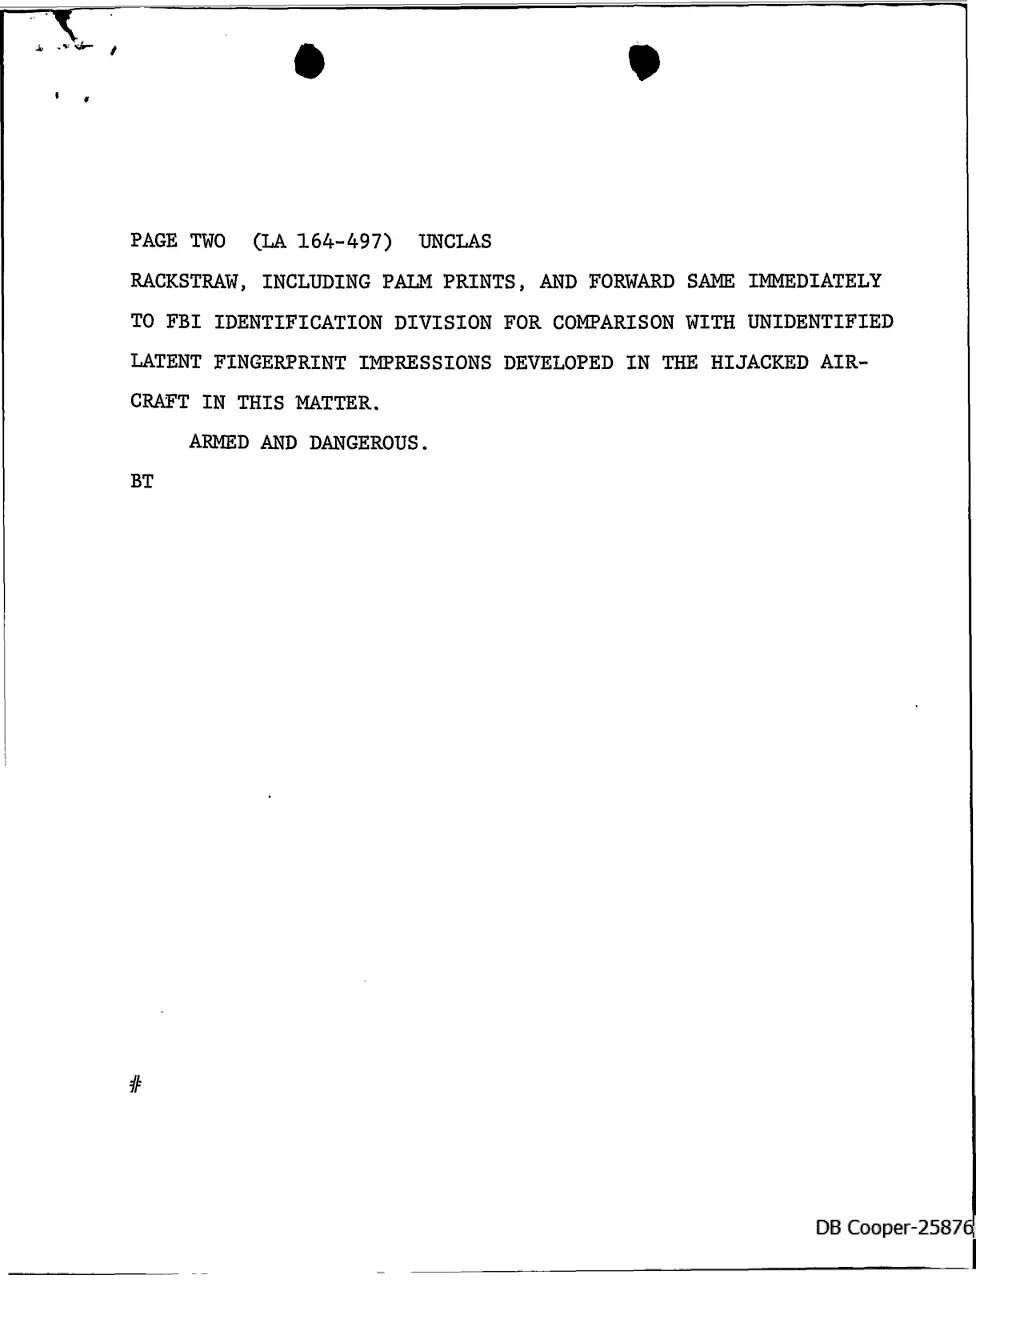 PAGE TWO (LA 164-497) UNCLAS
RACKSTRAW, INCLUDING PALM PRINTS, AND FORWARD SAME IMMEDIATELY
TO FBI IDENTIFICATION DIVISION FOR COMPARISON WITH UNIDENTIFIED
LATENT FINGERPRINT IMPRESSIONS DEVELOPED IN THE HIJACKED AIR-
CRAFT IN THIS MATTER.
ARMED AND DANGEROUS.
BT
#
DB Cooper-25876